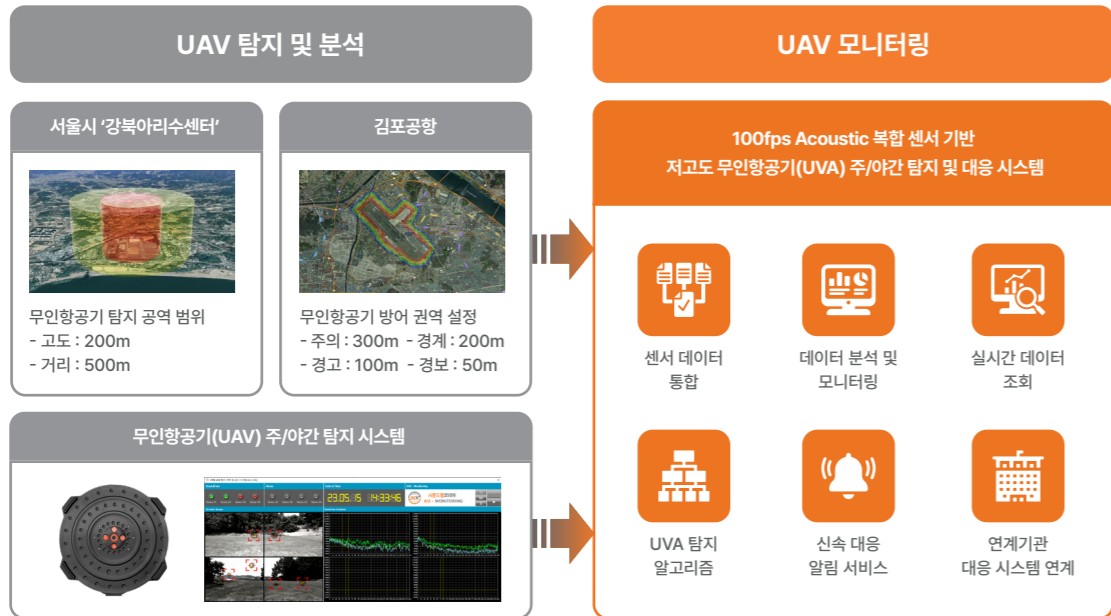 UAV 탐지 및 분석
서울시 ‘강북아리수센터’
무인항공기 탐지 공역 범위
- 고도 : 200m
- 거리 : 500m
김포공항
무인항공기 방어 권역 설정
- 주의 : 300m - 경계 : 200m
- 경고 : 100m - 경보 : 50m
무인항공기(UAV) 주/야간 탐지 시스템
23.05.15 14:33:46
UAV 모니터링
100fps Acoustic 복합 센서 기반
저고도 무인항공기(UVA) 주/야간 탐지 및 대응 시스템
센서 데이터
통합
데이터 분석 및
모니터링
실시간 데이터
조회
UVA 탐지
알고리즘
신속 대응
알림 서비스
연계기관
대응 시스템 연계